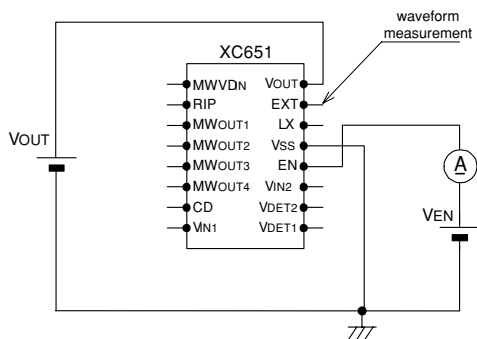 waveform
measurement
XC651
MWVDIN VOUT
RIP EXT
MWOUT1 LX
MWOUT2 VSS
MWOUT3 EN
MWOUT4 VIN2
CD VDET2
VIN1 VDET1
VOUT
A
VEN